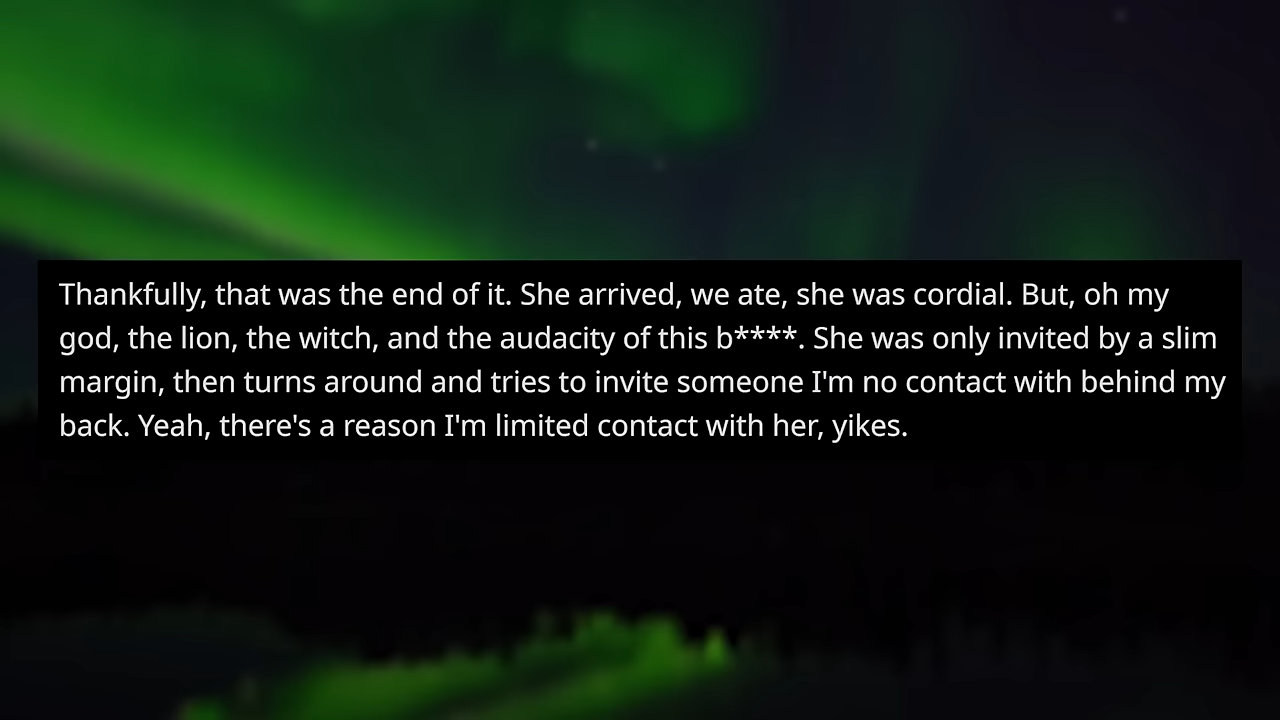 Thankfully, that was the end of it. She arrived, we ate, she was cordial. But, oh my
god, the lion, the witch, and the audacity of this b****. She was only invited by a slim
margin, then turns around and tries to invite someone I'm no contact with behind my
back. Yeah, there's a reason I'm limited contact with her, yikes.